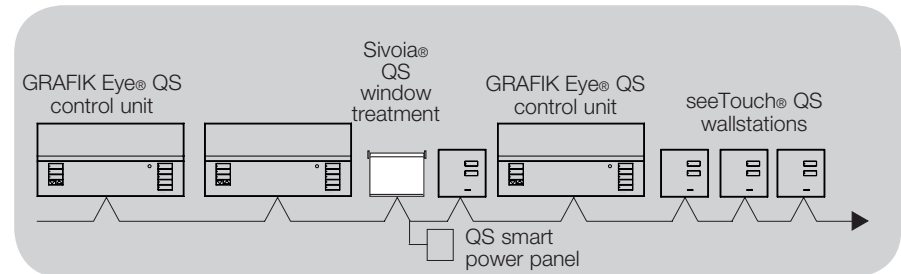 GRAFIK Eye® QS
control unit
Sivoia®
QS
window
treatment
GRAFIK Eye® QS
control unit
seeTouch® QS
wallstations
QS smart
power panel